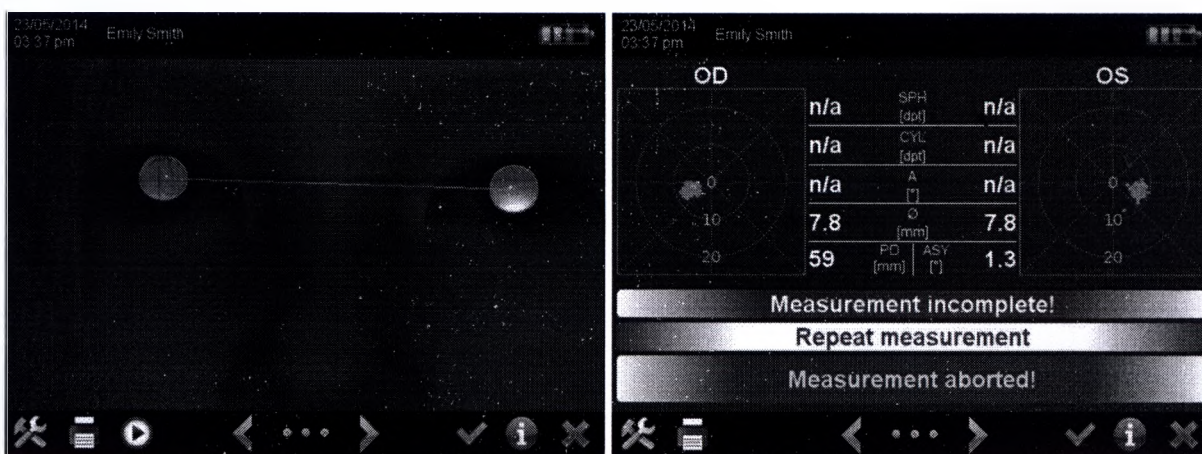 23/05/2014
03:37 pm
Emily Smith
23/05/2014
03:37 pm
Emily Smith
OD
OS
n/a SPH [dpt] n/a
n/a CYL [dpt] n/a
n/a A [°] n/a
7.8 Ø [mm] 7.8
59 PD [mm] ASY [°] 1.3
0
10
20
0
10
20
Measurement incomplete!
Repeat measurement
Measurement aborted!